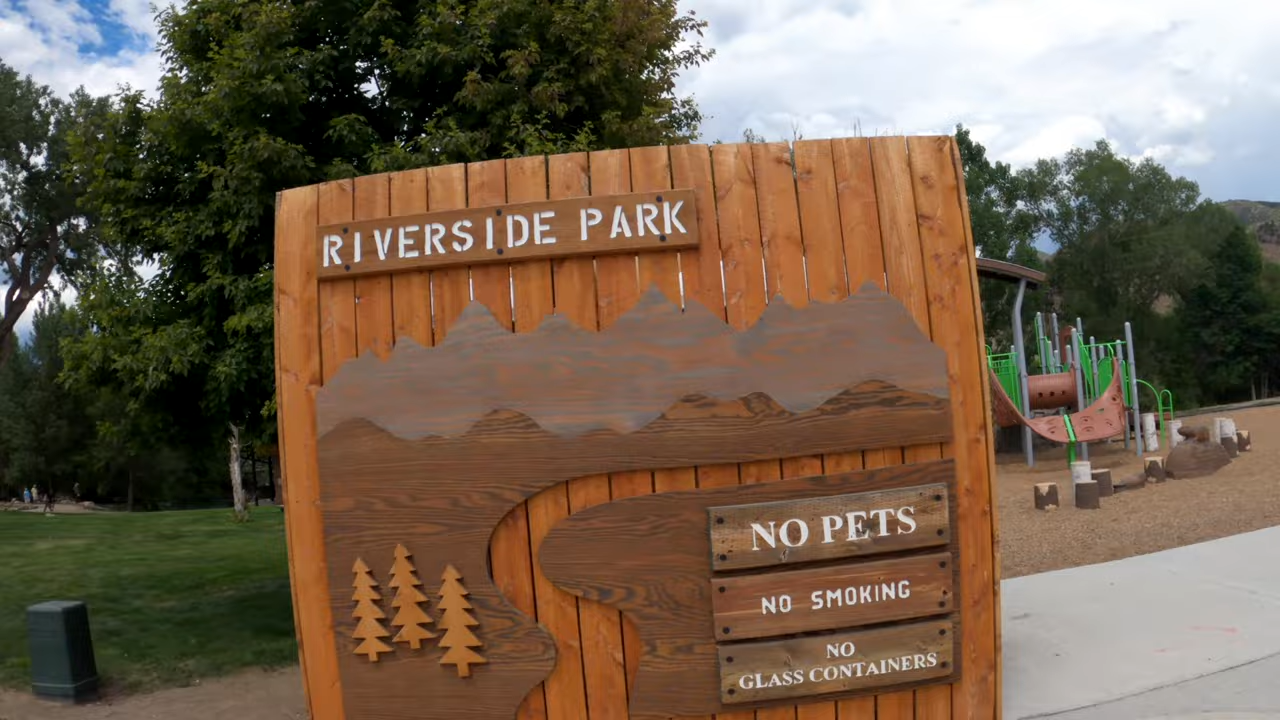 RIVERSIDE PARK
NO PETS
NO SMOKING
NO
GLASS CONTAINERS